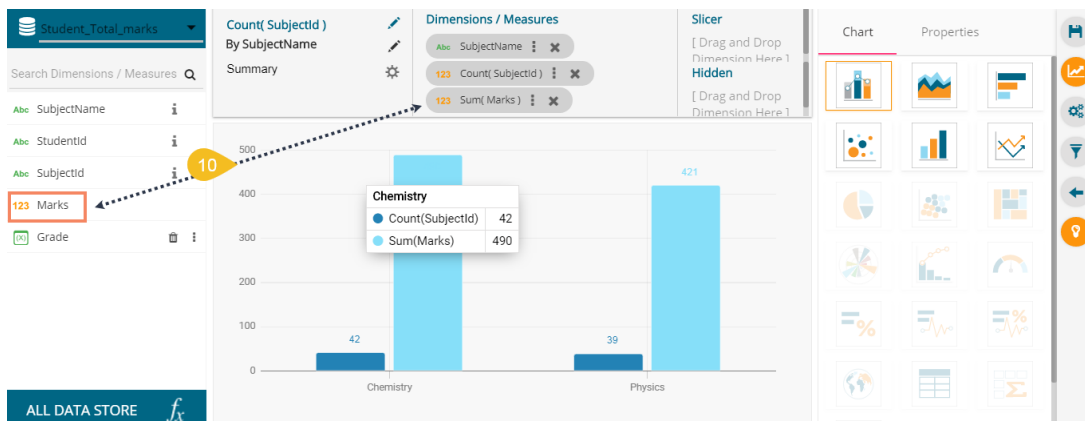 Student_Total_marks
Search Dimensions / Measures
Abc SubjectName i
Abc StudentId i
Abc SubjectId i
123 Marks
(X) Grade
ALL DATA STORE fx
10
Count( SubjectId )
By SubjectName
Summary
Dimensions / Measures
Abc SubjectName
123 Count( SubjectId )
123 Sum( Marks )
Slicer
[ Drag and Drop
Dimension Here ]
Hidden
[ Drag and Drop
Dimension Here ]
500
400
300
200
100
0
42
39
421
Chemistry
Count(SubjectId) 42
Sum(Marks) 490
Chemistry
Physics
Chart
Properties
%
%